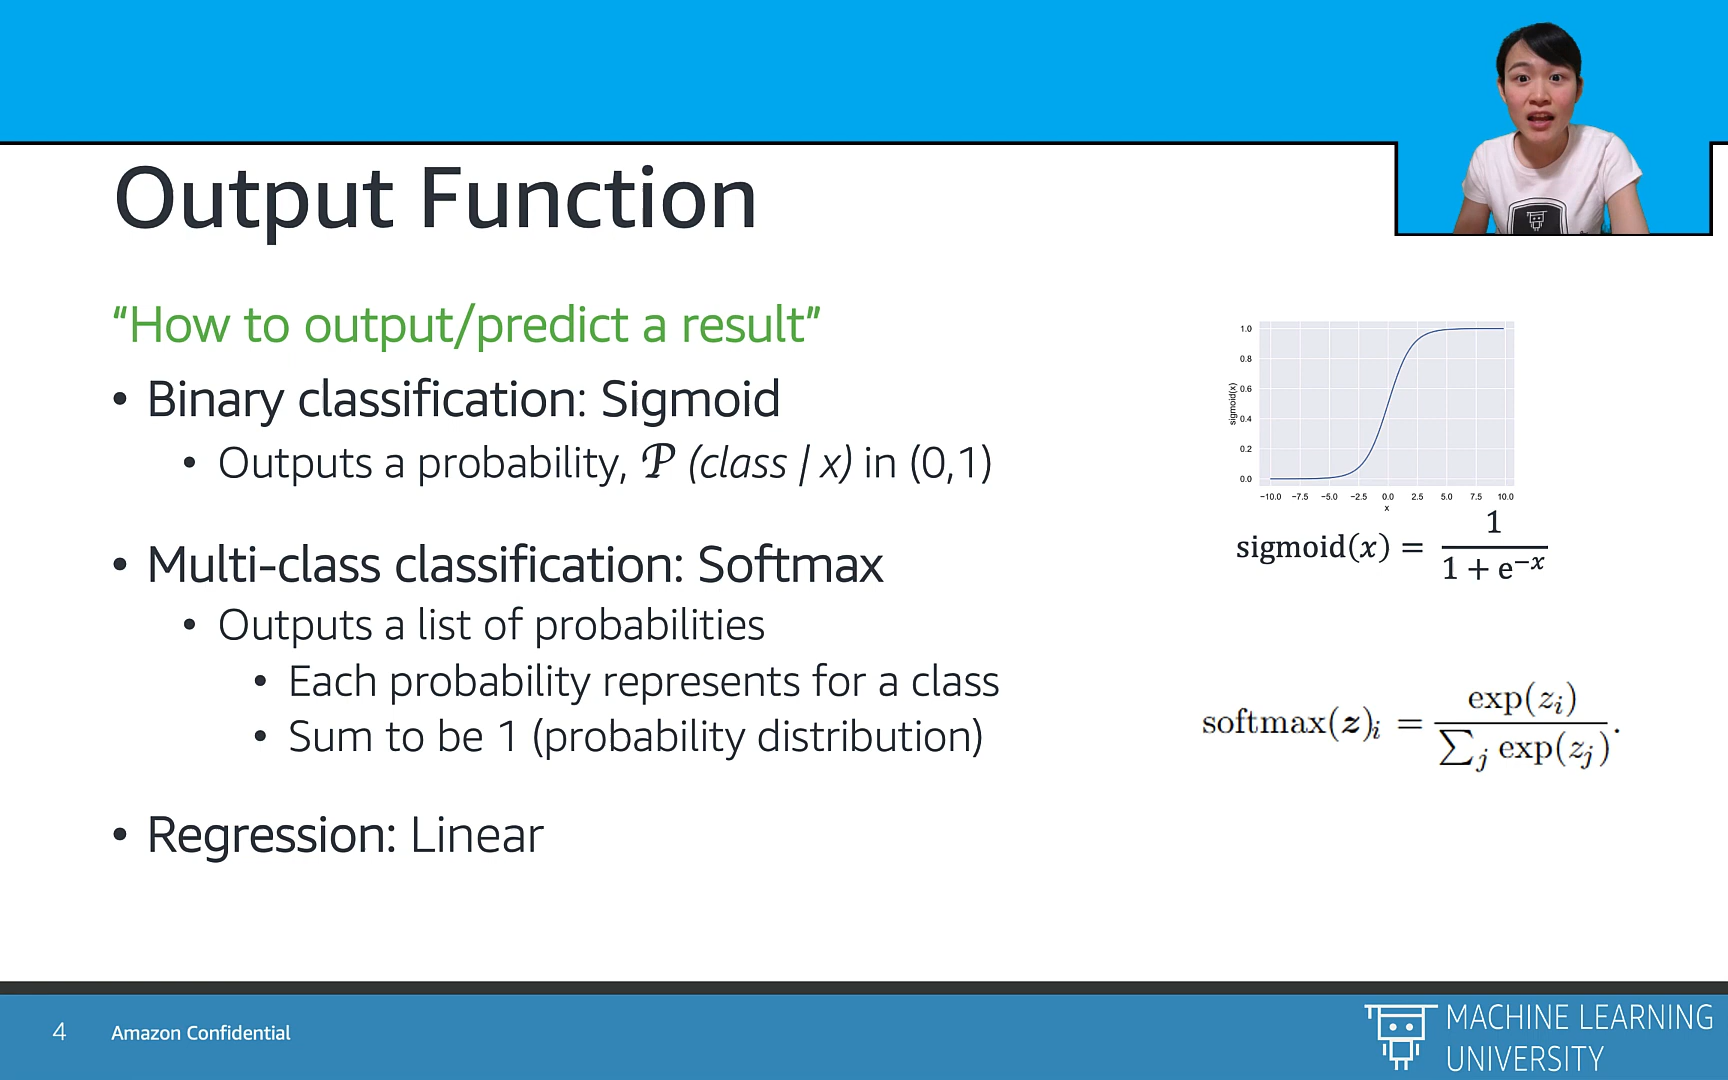 Output Function
“How to output/predict a result”
• Binary classification: Sigmoid
• Outputs a probability, 𝒫 (class | x) in (0,1)
• Multi-class classification: Softmax
• Outputs a list of probabilities
• Each probability represents for a class
• Sum to be 1 (probability distribution)
• Regression: Linear
1.0
0.8
0.6
0.4
0.2
0.0
sigmoid(x)
−10.0 −7.5 −5.0 −2.5 0.0 2.5 5.0 7.5 10.0
x
sigmoid(x) = 1 / (1 + e^−x)
softmax(z)_i = exp(z_i) / ∑_j exp(z_j).
4 Amazon Confidential
MACHINE LEARNING
UNIVERSITY